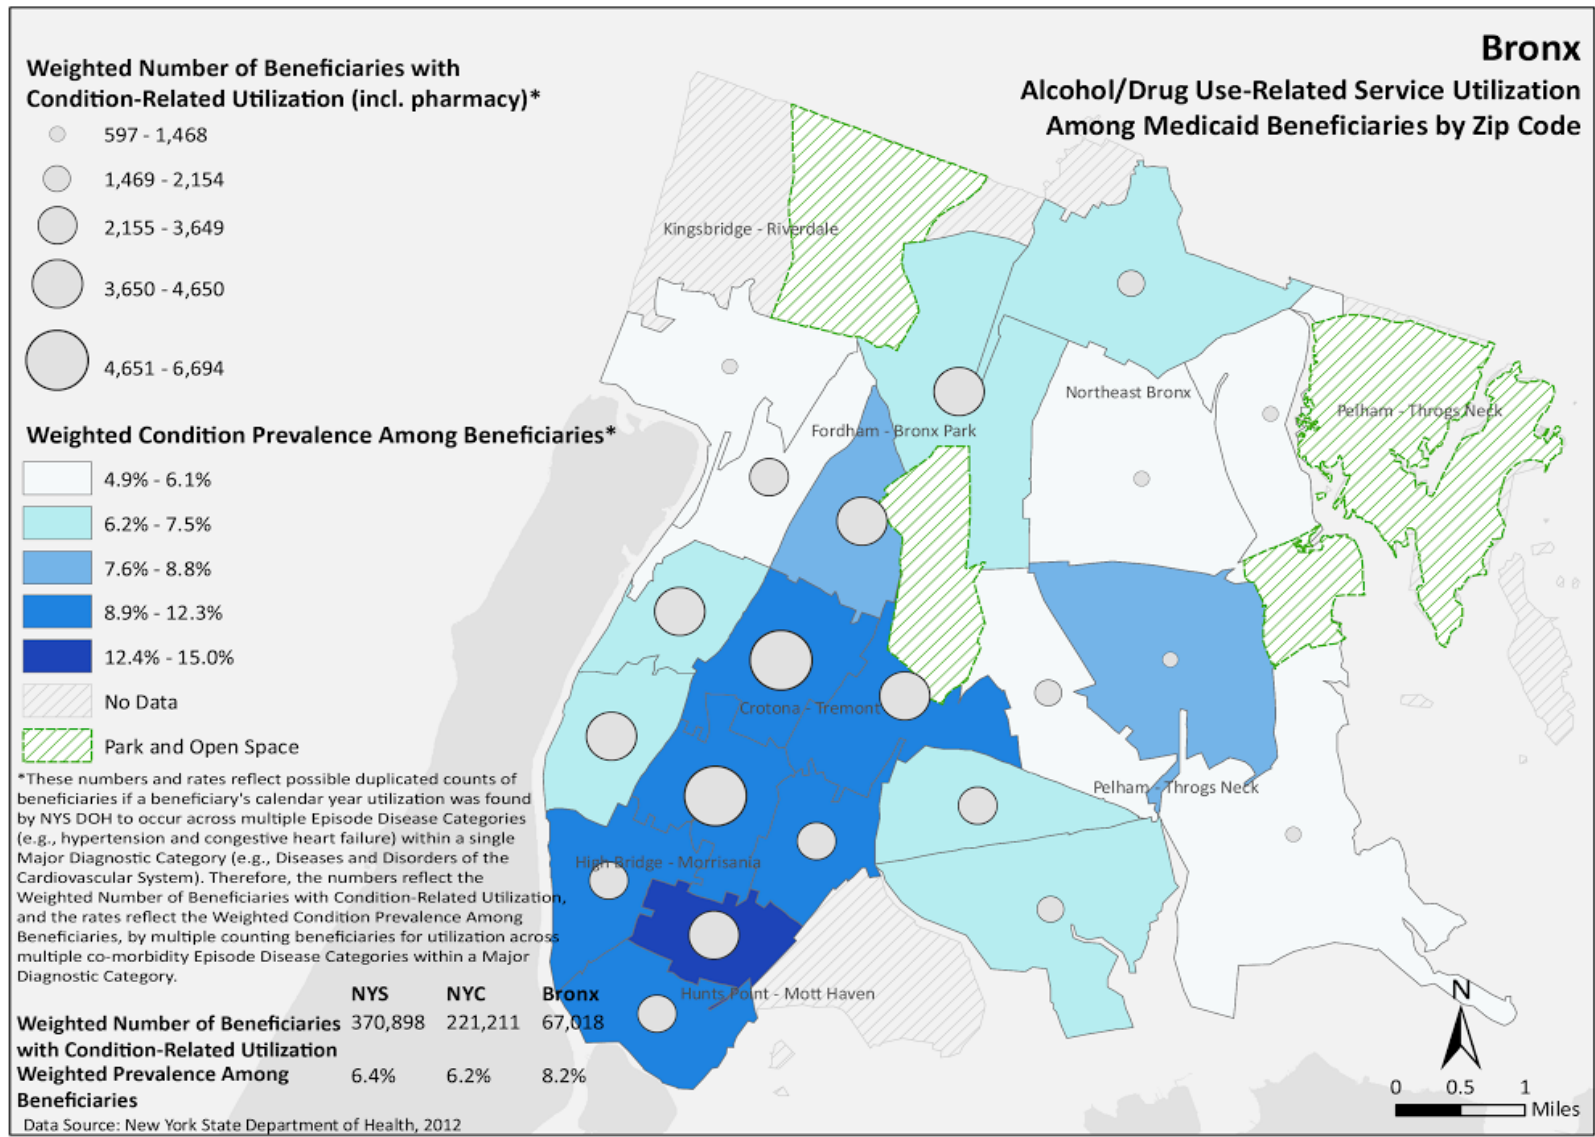 Bronx
Alcohol/Drug Use-Related Service Utilization
Among Medicaid Beneficiaries by Zip Code
Weighted Number of Beneficiaries with
Condition-Related Utilization (incl. pharmacy)*
597 - 1,468
1,469 - 2,154
2,155 - 3,649
3,650 - 4,650
4,651 - 6,694
Weighted Condition Prevalence Among Beneficiaries*
4.9% - 6.1%
6.2% - 7.5%
7.6% - 8.8%
8.9% - 12.3%
12.4% - 15.0%
No Data
Park and Open Space
*These numbers and rates reflect possible duplicated counts of
beneficiaries if a beneficiary's calendar year utilization was found
by NYS DOH to occur across multiple Episode Disease Categories
(e.g., hypertension and congestive heart failure) within a single
Major Diagnostic Category (e.g., Diseases and Disorders of the
Cardiovascular System). Therefore, the numbers reflect the
Weighted Number of Beneficiaries with Condition-Related Utilization,
and the rates reflect the Weighted Condition Prevalence Among
Beneficiaries, by multiple counting beneficiaries for utilization across
multiple co-morbidity Episode Disease Categories within a Major
Diagnostic Category.
NYS NYC Bronx
Weighted Number of Beneficiaries 370,898 221,211 67,018
with Condition-Related Utilization
Weighted Prevalence Among 6.4% 6.2% 8.2%
Beneficiaries
Data Source: New York State Department of Health, 2012
Kingsbridge - Riverdale
Northeast Bronx
Pelham - Throgs Neck
Fordham - Bronx Park
Crotona - Tremont
Pelham - Throgs Neck
High Bridge - Morrisania
Hunts Point - Mott Haven
N
0 0.5 1
Miles